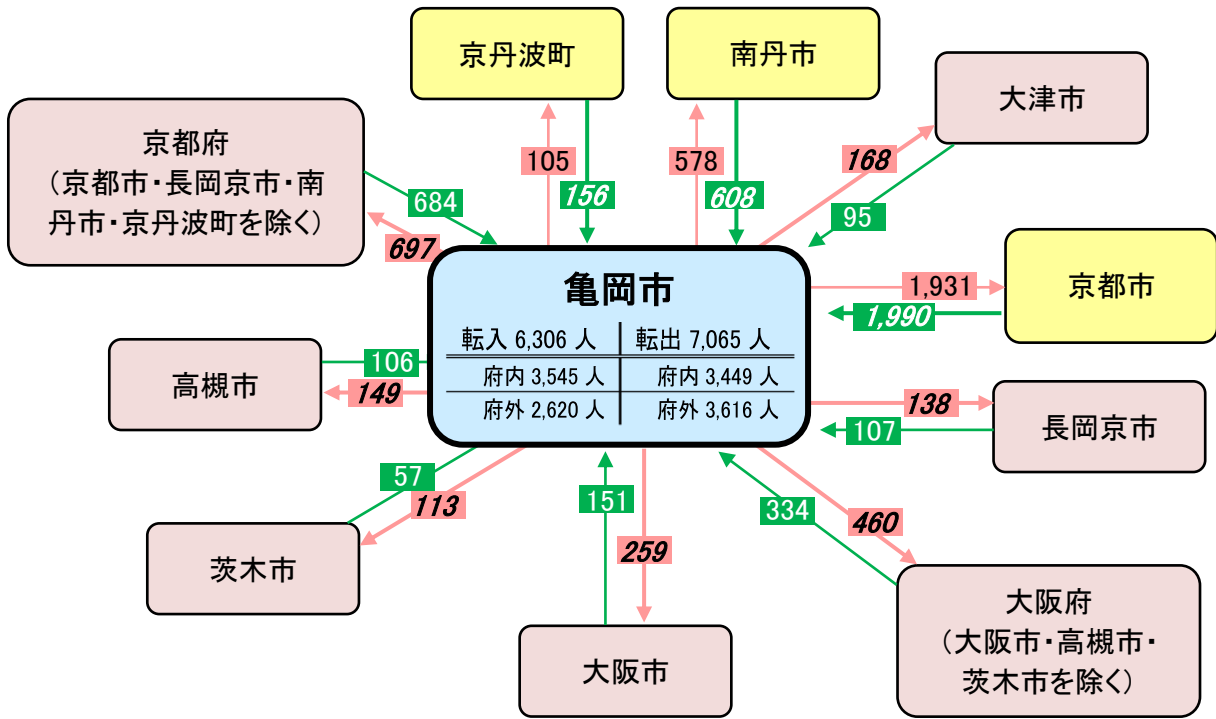 京丹波町
南丹市
大津市
京都府
（京都市・長岡京市・南
丹市・京丹波町を除く）
105
156
578
608
168
95
684
697
亀岡市
転入 6,306 人
転出 7,065 人
府内 3,545 人
府内 3,449 人
府外 2,620 人
府外 3,616 人
1,931
1,990
京都市
高槻市
106
149
138
107
長岡京市
57
113
茨木市
151
259
大阪市
334
460
大阪府
（大阪市・高槻市・
茨木市を除く）